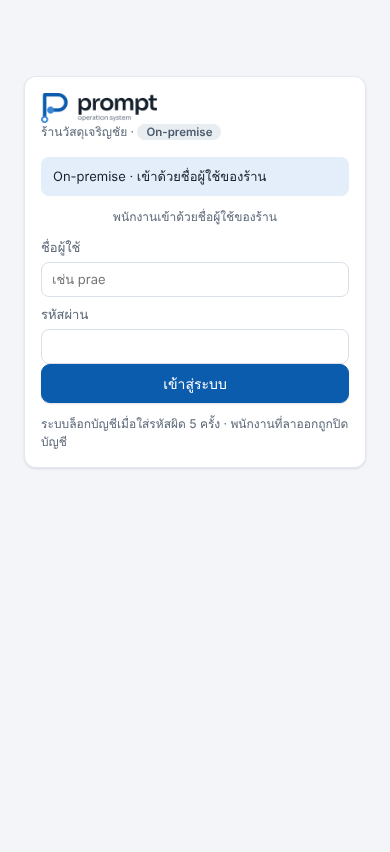 prompt
operation system
ร้านวัสดุเจริญชัย · On-premise
On-premise · เข้าด้วยชื่อผู้ใช้ของร้าน
พนักงานเข้าด้วยชื่อผู้ใช้ของร้าน
ชื่อผู้ใช้
เช่น prae
รหัสผ่าน
เข้าสู่ระบบ
ระบบล็อกบัญชีเมื่อใส่รหัสผิด 5 ครั้ง · พนักงานที่ลาออกถูกปิด
บัญชี